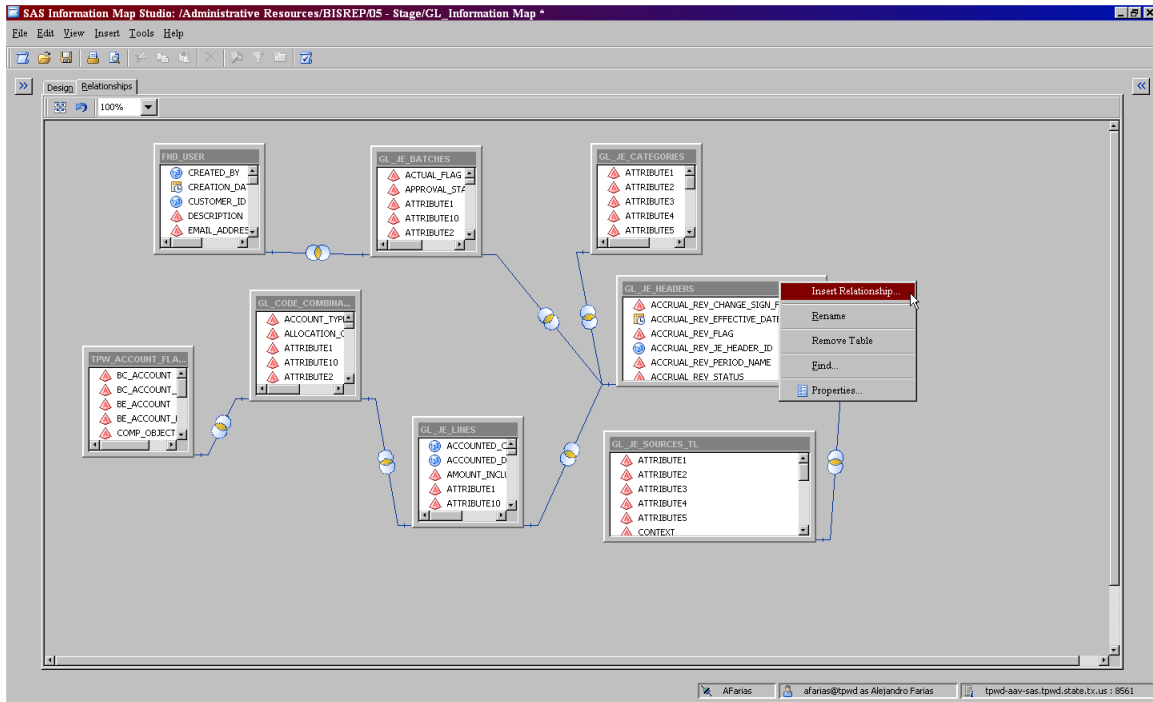 SAS Information Map Studio: /Administrative Resources/BISREP/05 - Stage/GL_Information Map *
File Edit View Insert Tools Help
Design Relationships
100%
FND_USER
CREATED_BY
CREATION_DA
CUSTOMER_ID
DESCRIPTION
EMAIL_ADDRES
GL_JE_BATCHES
ACTUAL_FLAG
APPROVAL_STA
ATTRIBUTE1
ATTRIBUTE10
ATTRIBUTE2
GL_JE_CATEGORIES
ATTRIBUTE1
ATTRIBUTE2
ATTRIBUTE3
ATTRIBUTE4
ATTRIBUTE5
GL_JE_HEADERS
ACCRUAL_REV_CHANGE_SIGN_F
ACCRUAL_REV_EFFECTIVE_DATE
ACCRUAL_REV_FLAG
ACCRUAL_REV_JE_HEADER_ID
ACCRUAL_REV_PERIOD_NAME
ACCRUAL_REV_STATUS
Insert Relationship...
Rename
Remove Table
Find...
Properties...
GL_CODE_COMBINA...
ACCOUNT_TYPE
ALLOCATION_C
ATTRIBUTE1
ATTRIBUTE10
ATTRIBUTE2
TPW_ACCOUNT_FLA...
BC_ACCOUNT
BC_ACCOUNT_
BE_ACCOUNT
BE_ACCOUNT_I
COMP_OBJECT
GL_JE_LINES
ACCOUNTED_C
ACCOUNTED_D
AMOUNT_INCLU
ATTRIBUTE1
ATTRIBUTE10
GL_JE_SOURCES_TL
ATTRIBUTE1
ATTRIBUTE2
ATTRIBUTE3
ATTRIBUTE4
ATTRIBUTE5
CONTEXT
AFarias
afarias@tpwd as Alejandro Farias
tpwd-aav-sas.tpwd.state.tx.us : 8561